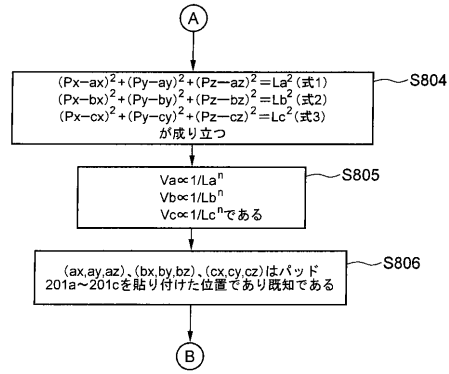 A
(Px−ax)²+(Py−ay)²+(Pz−az)²=La²(式1)
(Px−bx)²+(Py−by)²+(Pz−bz)²=Lb²(式2)
(Px−cx)²+(Py−cy)²+(Pz−cz)²=Lc²(式3)
が成り立つ
S804
Va∝1/Laⁿ
Vb∝1/Lbⁿ
Vc∝1/Lcⁿである
S805
(ax,ay,az)、(bx,by,bz)、(cx,cy,cz)はパッド
201a~201cを貼り付けた位置であり既知である
S806
B